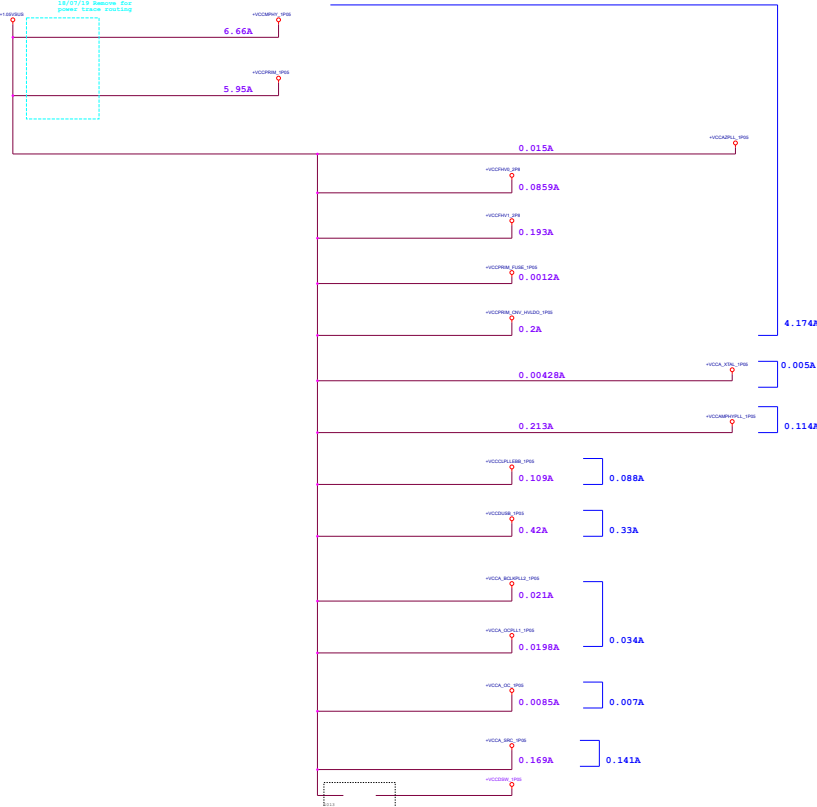 16/07/19 Remove for
power trace routing
+1.05VSUS
+VCCMPHY_1P05
6.66A
+VCCPRIM_1P05
5.95A
+VCCAZPLL_1P05
0.015A
+VCCFHV0_2P8
0.0859A
+VCCFHV1_2P8
0.193A
+VCCPRIM_FUSE_1P05
0.0012A
+VCCPRIM_CNV_HVLDO_1P05
0.2A
4.174A
+VCCA_XTAL_1P05
0.00428A
0.005A
+VCCAMPHYPLL_1P05
0.213A
0.114A
+VCCCLPLLEBB_1P05
0.109A
0.088A
+VCCDUSB_1P05
0.42A
0.33A
+VCCA_BCLKPLL2_1P05
0.021A
+VCCA_OCPLL1_1P05
0.0198A
0.034A
+VCCA_OC_1P05
0.0085A
0.007A
+VCCA_SRC_1P05
0.169A
0.141A
+VCCDSW_1P05